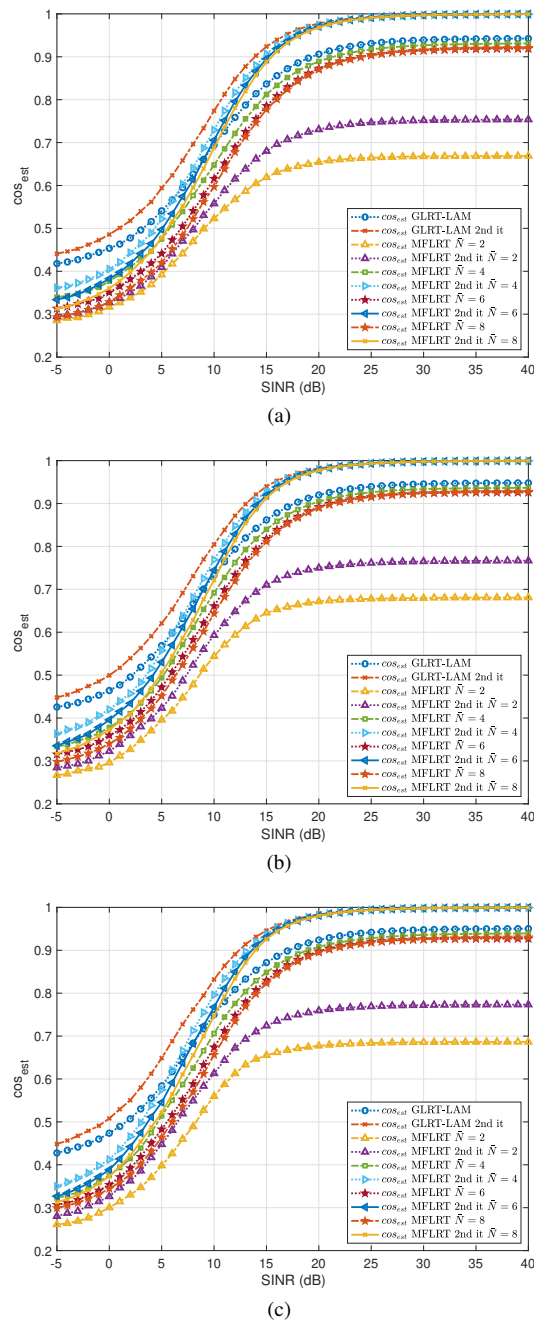 1
0.9
0.8
0.7
0.6
0.5
0.4
0.3
0.2
cos_est
-5 0 5 10 15 20 25 30 35 40
SINR (dB)
cos_est GLRT-LAM
cos_est GLRT-LAM 2nd it
cos_est MFLRT N̄ = 2
cos_est MFLRT 2nd it N̄ = 2
cos_est MFLRT N̄ = 4
cos_est MFLRT 2nd it N̄ = 4
cos_est MFLRT N̄ = 6
cos_est MFLRT 2nd it N̄ = 6
cos_est MFLRT N̄ = 8
cos_est MFLRT 2nd it N̄ = 8
(a)
1
0.9
0.8
0.7
0.6
0.5
0.4
0.3
0.2
cos_est
-5 0 5 10 15 20 25 30 35 40
SINR (dB)
cos_est GLRT-LAM
cos_est GLRT-LAM 2nd it
cos_est MFLRT N̄ = 2
cos_est MFLRT 2nd it N̄ = 2
cos_est MFLRT N̄ = 4
cos_est MFLRT 2nd it N̄ = 4
cos_est MFLRT N̄ = 6
cos_est MFLRT 2nd it N̄ = 6
cos_est MFLRT N̄ = 8
cos_est MFLRT 2nd it N̄ = 8
(b)
1
0.9
0.8
0.7
0.6
0.5
0.4
0.3
0.2
cos_est
-5 0 5 10 15 20 25 30 35 40
SINR (dB)
cos_est GLRT-LAM
cos_est GLRT-LAM 2nd it
cos_est MFLRT N̄ = 2
cos_est MFLRT 2nd it N̄ = 2
cos_est MFLRT N̄ = 4
cos_est MFLRT 2nd it N̄ = 4
cos_est MFLRT N̄ = 6
cos_est MFLRT 2nd it N̄ = 6
cos_est MFLRT N̄ = 8
cos_est MFLRT 2nd it N̄ = 8
(c)